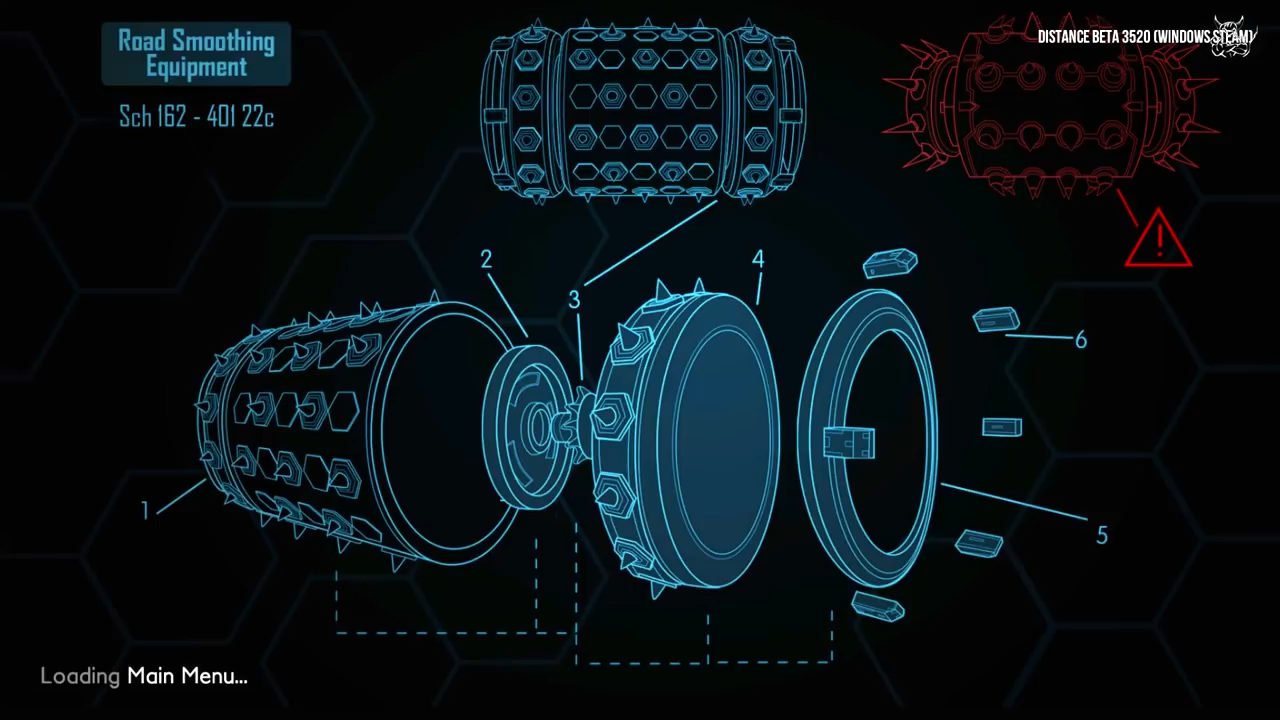 Road Smoothing
Equipment
Sch 162 - 401 22c
DISTANCE BETA 3520 (WINDOWS STEAM)
!
2
4
3
6
1
5
Loading Main Menu...